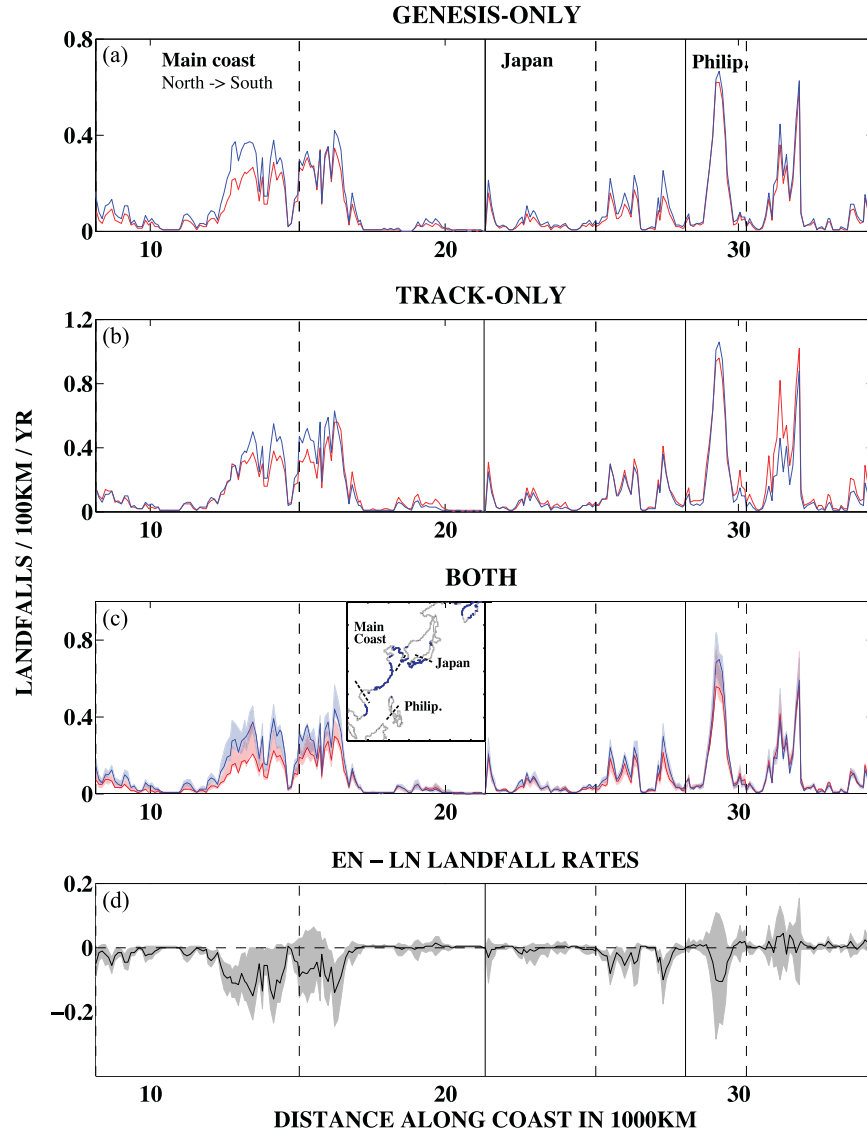 GENESIS-ONLY
0.8
0.4
0
(a)
Main coast
North -> South
Japan
Philip.
10
20
30
TRACK-ONLY
1.2
0.8
0.4
0
(b)
10
20
30
LANDFALLS / 100KM / YR
BOTH
0.8
0.4
0
(c)
Main
Coast
Japan
Philip.
10
20
30
EN – LN LANDFALL RATES
0.2
0
−0.2
(d)
10
20
30
DISTANCE ALONG COAST IN 1000KM